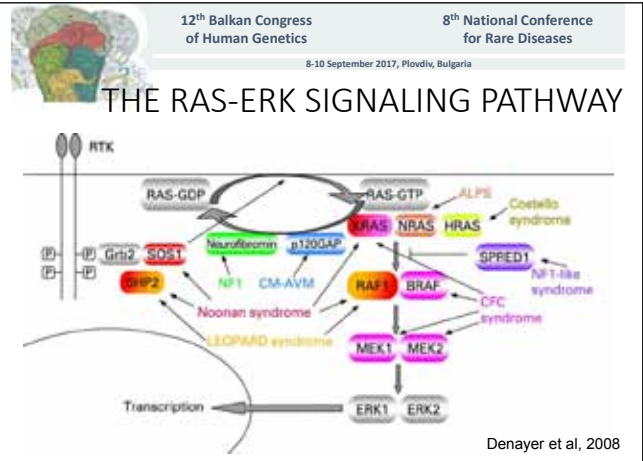 12th Balkan Congress
of Human Genetics
8th National Conference
for Rare Diseases
8-10 September 2017, Plovdiv, Bulgaria
THE RAS-ERK SIGNALING PATHWAY
RTK
RAS-GDP
RAS-GTP
ALPS
Costello
syndrome
KRAS NRAS HRAS
P P Grb2 SOS1
Neurofibromin p120GAP
SPRED1
P P
SHP2
NF1
CM-AVM
RAF1 BRAF
NF1-like
syndrome
Noonan syndrome
CFC
syndrome
LEOPARD syndrome
MEK1 MEK2
Transcription
ERK1 ERK2
Denayer et al, 2008